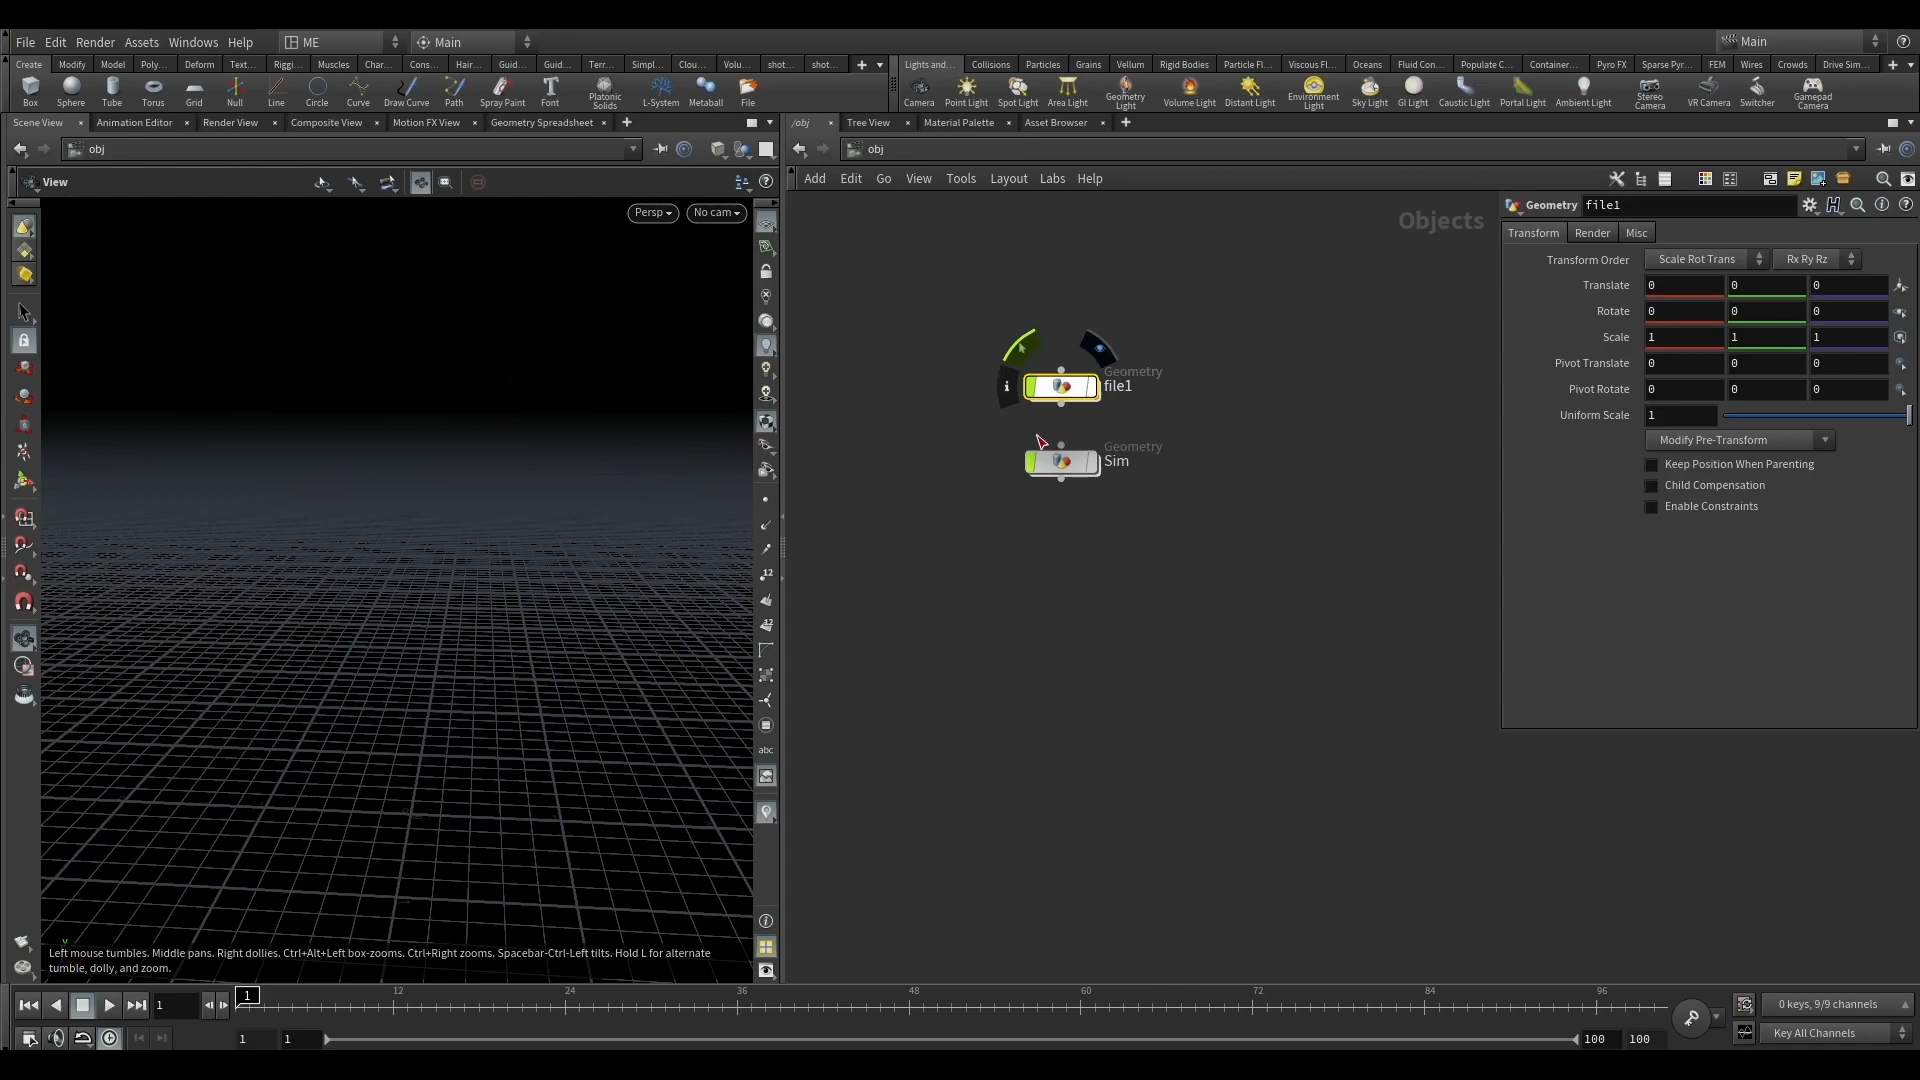 File Edit Render Assets Windows Help ME Main Main
Create Modify Model Poly... Deform Text... Riggi... Muscles Char... Cons... Hair... Guid... Guid... Terr... Simpl... Clou... Volu... shot... shot...
Lights and... Collisions Particles Grains Vellum Rigid Bodies Particle Fl... Viscous Fl... Oceans Fluid Con... Populate C... Container... Pyro FX Sparse Pyr... FEM Wires Crowds Drive Sim...
Box Sphere Tube Torus Grid Null Line Circle Curve Draw Curve Path Spray Paint Font Platonic Solids L-System Metaball File
Camera Point Light Spot Light Area Light Geometry Light Volume Light Distant Light Environment Light Sky Light GI Light Caustic Light Portal Light Ambient Light Stereo Camera VR Camera Switcher Gamepad Camera
Scene View Animation Editor Render View Composite View Motion FX View Geometry Spreadsheet
/obj Tree View Material Palette Asset Browser
obj
obj
View
Add Edit Go View Tools Layout Labs Help
Persp No cam
Objects
Geometry
file1
Geometry
Sim
Geometry file1
Transform Render Misc
Transform Order Scale Rot Trans Rx Ry Rz
Translate 0 0 0
Rotate 0 0 0
Scale 1 1 1
Pivot Translate 0 0 0
Pivot Rotate 0 0 0
Uniform Scale 1
Modify Pre-Transform
Keep Position When Parenting
Child Compensation
Enable Constraints
12
12
abc
y
Left mouse tumbles. Middle pans. Right dollies. Ctrl+Alt+Left box-zooms. Ctrl+Right zooms. Spacebar-Ctrl-Left tilts. Hold L for alternate
tumble, dolly, and zoom.
1 1 12 24 36 48 60 72 84 96
0 keys, 9/9 channels
1 1 100 100
Key All Channels